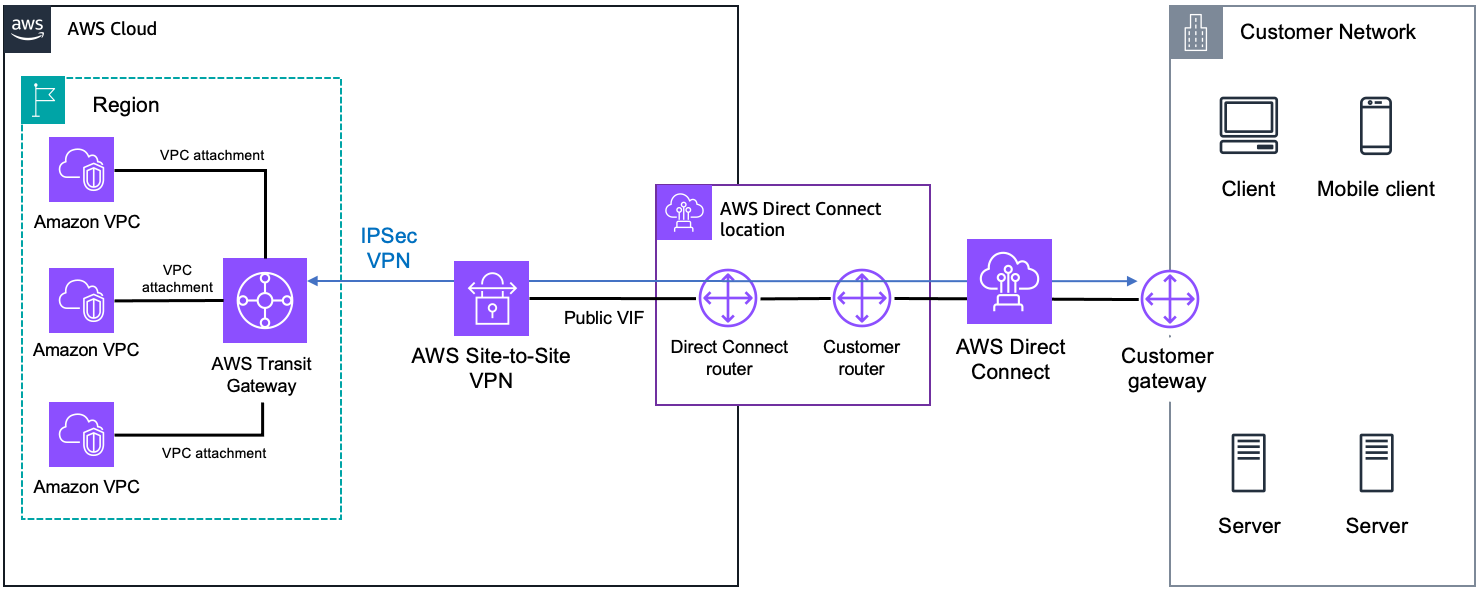 aws
AWS Cloud
Region
VPC attachment
Amazon VPC
VPC
attachment
Amazon VPC
AWS Transit
Gateway
VPC attachment
Amazon VPC
IPSec
VPN
AWS Site-to-Site
VPN
Public VIF
AWS Direct Connect
location
Direct Connect
router
Customer
router
AWS Direct
Connect
Customer
gateway
Customer Network
Client
Mobile client
Server
Server